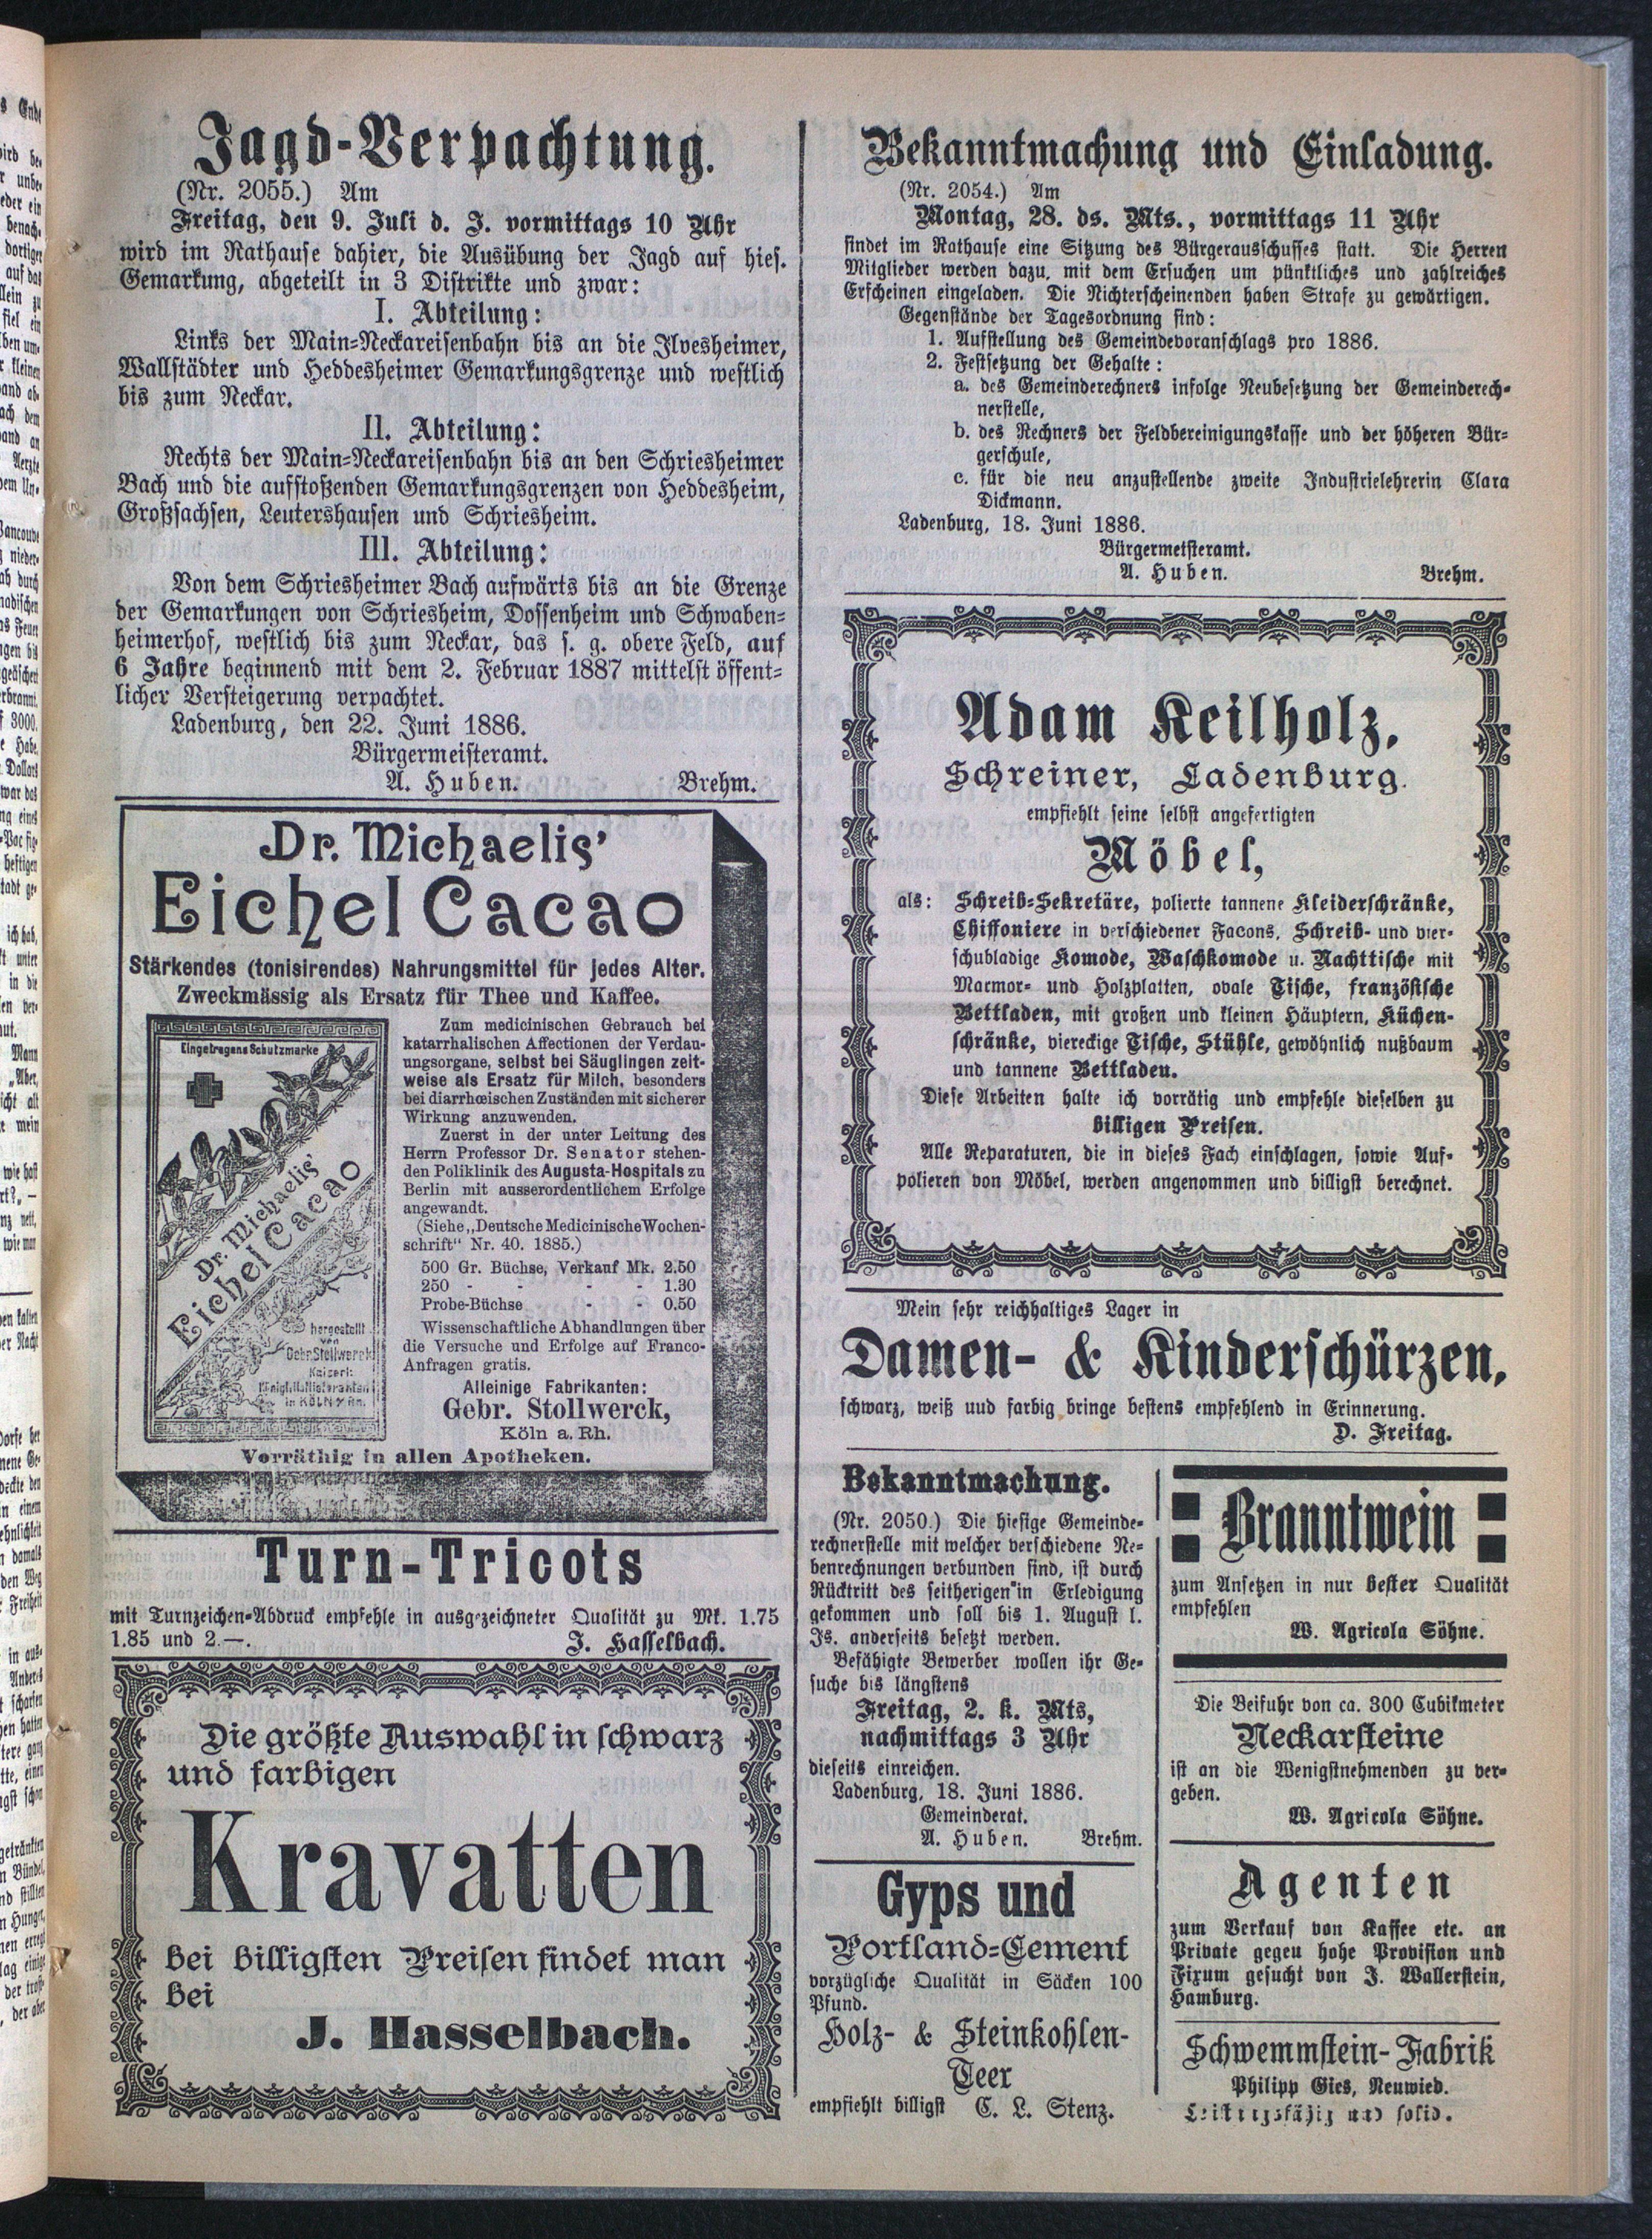 Jagd-Verpachtung.
(Nr. 2055.) Am
Freitag, den 9. Juli d. J. vormittags 10 Uhr
wird im Rathause dahier, die Ausübung der Jagd auf hies.
Gemarkung, abgeteilt in 3 Distrikte und zwar:
I. Abteilung:
Links der Main-Neckareisenbahn bis an die Ilvesheimer,
Wallstädter und Heddesheimer Gemarkungsgrenze und westlich
bis zum Neckar.
II. Abteilung:
Rechts der Main-Neckareisenbahn bis an den Schriesheimer
Bach und die aufstoßenden Gemarkungsgrenzen von Heddesheim,
Großsachsen, Leutershausen und Schriesheim.
III. Abteilung:
Von dem Schriesheimer Bach aufwärts bis an die Grenze
der Gemarkungen von Schriesheim, Dossenheim und Schwaben-
heimerhof, westlich bis zum Neckar, das s. g. obere Feld, auf
6 Jahre beginnend mit dem 2. Februar 1887 mittelst öffent-
licher Versteigerung verpachtet.
Ladenburg, den 22. Juni 1886.
Bürgermeisteramt.
A. Huben. Brehm.
Dr. Michaelis'
Eichel Cacao
Stärkendes (tonisirendes) Nahrungsmittel für jedes Alter.
Zweckmässig als Ersatz für Thee und Kaffee.
Eingetragene Schutzmarke
Dr. Michaelis'
Eichel Cacao
hergestellt
von
Gebr. Stollwerck
Kaiserl:
Königl. Hoflieferanten
in KÖLN a/Rh.
Zum medicinischen Gebrauch bei
katarrhalischen Affectionen der Verdau-
ungsorgane, selbst bei Säuglingen zeit-
weise als Ersatz für Milch, besonders
bei diarrhœischen Zuständen mit sicherer
Wirkung anzuwenden.
Zuerst in der unter Leitung des
Herrn Professor Dr. Senator stehen-
den Poliklinik des Augusta-Hospitals zu
Berlin mit ausserordentlichem Erfolge
angewandt.
(Siehe „Deutsche Medicinische Wochen-
schrift“ Nr. 40. 1885.)
500 Gr. Büchse, Verkauf Mk. 2.50
250 - - - - 1.30
Probe-Büchse - - 0.50
Wissenschaftliche Abhandlungen über
die Versuche und Erfolge auf Franco-
Anfragen gratis.
Alleinige Fabrikanten:
Gebr. Stollwerck,
Köln a. Rh.
Vorräthig in allen Apotheken.
Turn-Tricots
mit Turnzeichen-Abdruck empfehle in ausgezeichneter Qualität zu Mk. 1.75
1.85 und 2.—. J. Hasselbach.
Die größte Auswahl in schwarz
und farbigen
Kravatten
bei billigsten Preisen findet man
bei
J. Hasselbach.
Bekanntmachung und Einladung.
(Nr. 2054.) Am
Montag, 28. ds. Mts., vormittags 11 Uhr
findet im Rathause eine Sitzung des Bürgerausschusses statt. Die Herren
Mitglieder werden dazu, mit dem Ersuchen um pünktliches und zahlreiches
Erscheinen eingeladen. Die Nichterscheinenden haben Strafe zu gewärtigen.
Gegenstände der Tagesordnung sind:
1. Aufstellung des Gemeindevoranschlags pro 1886.
2. Festsetzung der Gehalte:
a. des Gemeinderechners infolge Neubesetzung der Gemeinderech-
nerstelle,
b. des Rechners der Feldbereinigungskasse und der höheren Bür-
gerschule,
c. für die neu anzustellende zweite Industrielehrerin Clara
Dickmann.
Ladenburg, 18. Juni 1886.
Bürgermeisteramt.
A. Huben. Brehm.
Adam Keilholz,
Schreiner, Ladenburg.
empfiehlt seine selbst angefertigten
Möbel,
als: Schreib-Sekretäre, polierte tannene Kleiderschränke,
Chiffoniere in verschiedener Facons, Schreib- und vier-
schubladige Komode, Waschkomode u. Nachttische mit
Marmor- und Holzplatten, ovale Tische, französische
Bettladen, mit großen und kleinen Häuptern, Küchen-
schränke, viereckige Tische, Stühle, gewöhnlich nußbaum
und tannene Bettladen.
Diese Arbeiten halte ich vorrätig und empfehle dieselben zu
billigen Preisen.
Alle Reparaturen, die in dieses Fach einschlagen, sowie Auf-
polieren von Möbel, werden angenommen und billigst berechnet.
Mein sehr reichhaltiges Lager in
Damen- & Kinderschürzen,
schwarz, weiß uud farbig bringe bestens empfehlend in Erinnerung.
D. Freitag.
Bekanntmachung.
(Nr. 2050.) Die hiesige Gemeinde-
rechnerstelle mit welcher verschiedene Ne-
benrechnungen verbunden sind, ist durch
Rücktritt des seitherigen in Erledigung
gekommen und soll bis 1. August l.
Js. anderseits besetzt werden.
Befähigte Bewerber wollen ihr Ge-
suche bis längstens
Freitag, 2. k. Mts,
nachmittags 3 Uhr
dieseits einreichen.
Ladenburg, 18. Juni 1886.
Gemeinderat.
A. Huben. Brehm.
Gyps und
Portland-Cement
vorzügliche Qualität in Säcken 100
Pfund.
Holz- & Steinkohlen-
Teer
empfiehlt billigst C. L. Stenz.
Branntwein
zum Ansetzen in nur bester Qualität
empfehlen
W. Agricola Söhne.
Die Beifuhr von ca. 300 Cubikmeter
Neckarsteine
ist an die Wenigstnehmenden zu ver-
geben.
W. Agricola Söhne.
Agenten
zum Verkauf von Kaffee etc. an
Private gegeu hohe Provision und
Fixum gesucht von J. Wallerstein,
Hamburg.
Schwemmstein-Fabrik
Philipp Gies, Neuwied.
Leistungsfähig und solid.